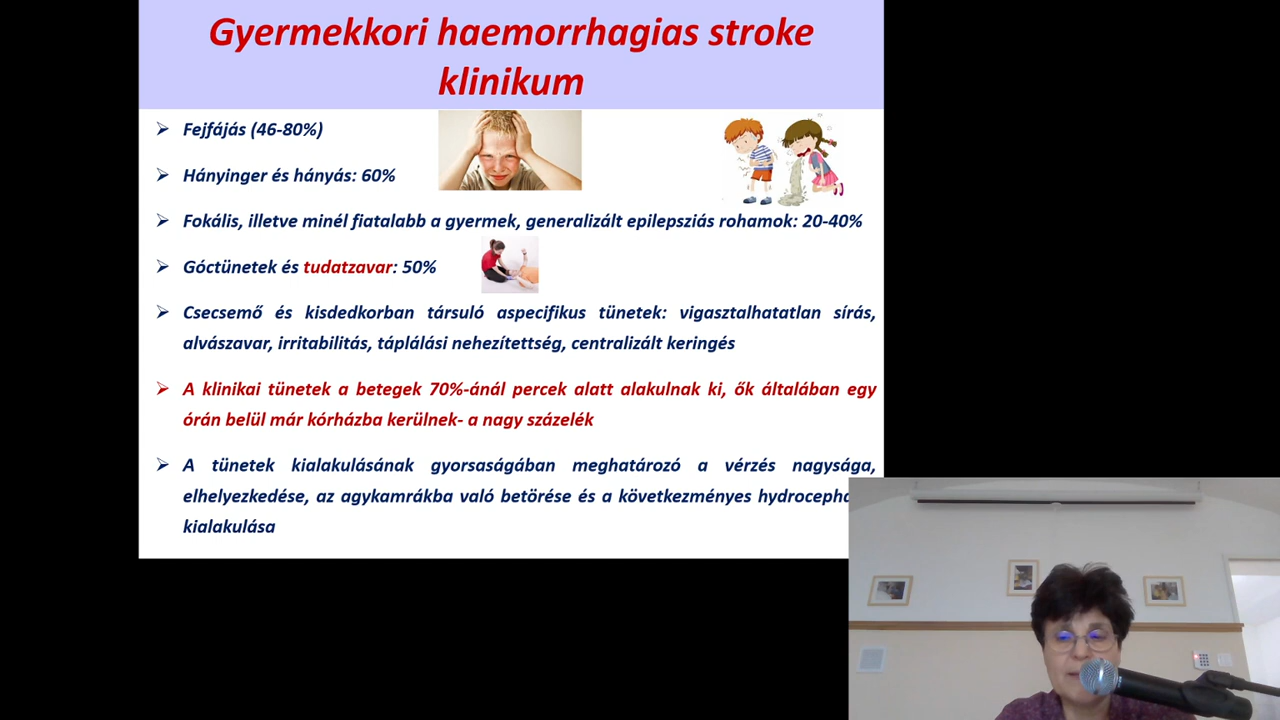 Gyermekkori haemorrhagias stroke
klinikum
Fejfájás (46-80%)
Hányinger és hányás: 60%
Fokális, illetve minél fiatalabb a gyermek, generalizált epilepsziás rohamok: 20-40%
Góctünetek és tudatzavar: 50%
Csecsemő és kisdedkorban társuló aspecifikus tünetek: vigasztalhatatlan sírás,
alvászavar, irritabilitás, táplálási nehezítettség, centralizált keringés
A klinikai tünetek a betegek 70%-ánál percek alatt alakulnak ki, ők általában egy
órán belül már kórházba kerülnek- a nagy százelék
A tünetek kialakulásának gyorsaságában meghatározó a vérzés nagysága,
elhelyezkedése, az agykamrákba való betörése és a következményes hydrocepha
kialakulása